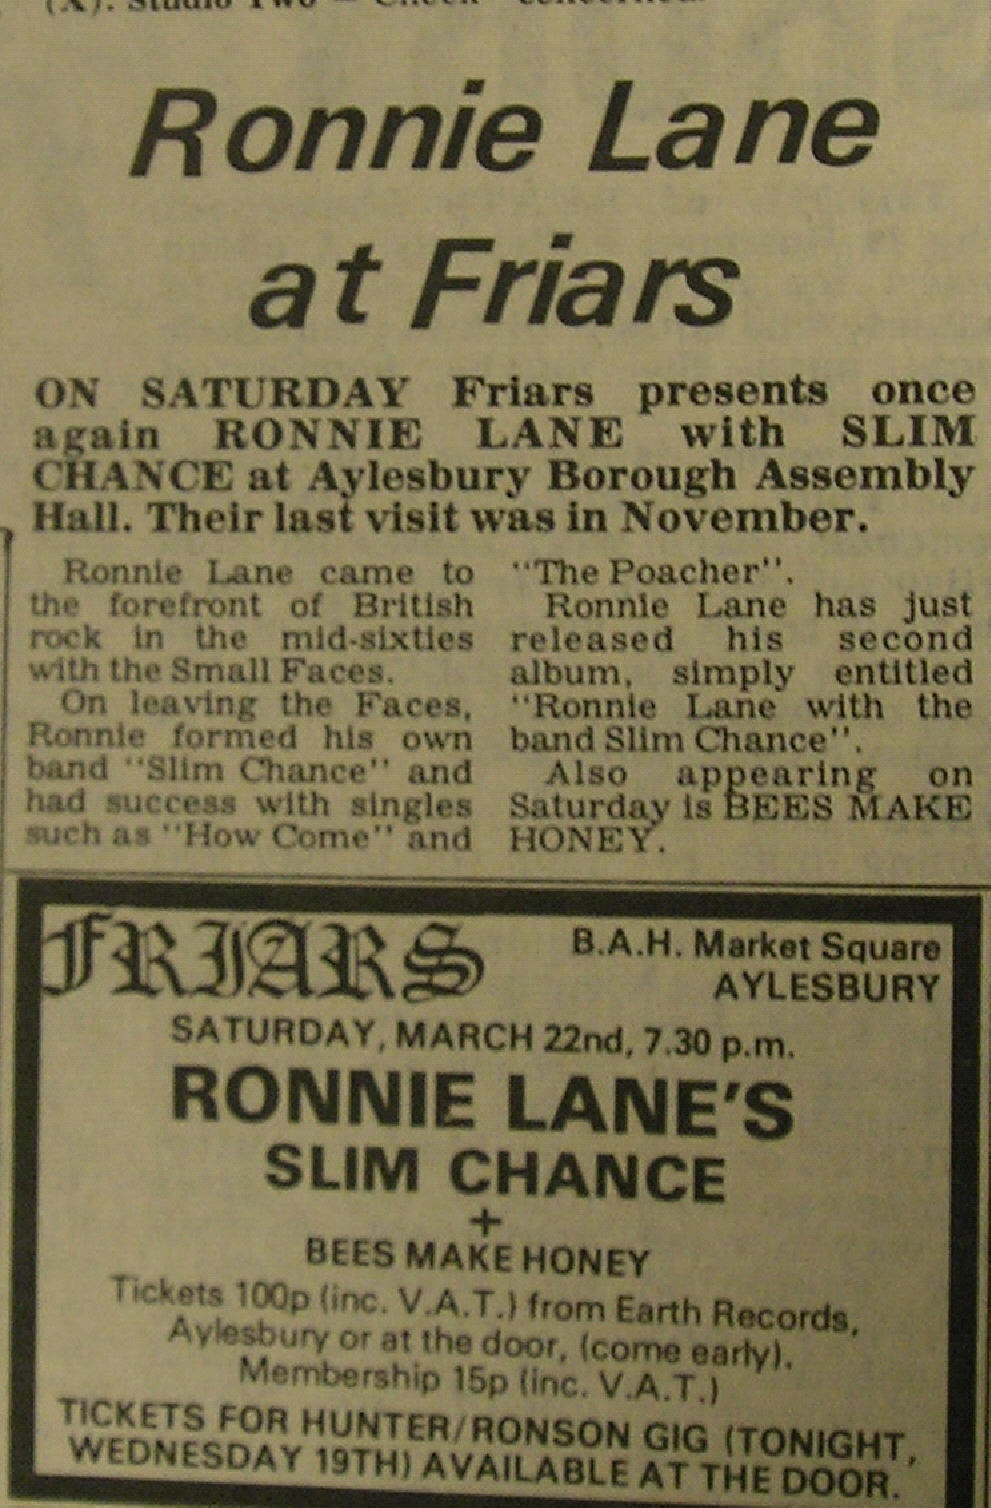 (X). Studio Two
Ronnie Lane
at Friars
ON SATURDAY Friars presents once
again RONNIE LANE with SLIM
CHANCE at Aylesbury Borough Assembly
Hall. Their last visit was in November.
Ronnie Lane came to
the forefront of British
rock in the mid-sixties
with the Small Faces.
On leaving the Faces,
Ronnie formed his own
band "Slim Chance" and
had success with singles
such as "How Come" and
"The Poacher".
Ronnie Lane has just
released his second
album, simply entitled
"Ronnie Lane with the
band Slim Chance".
Also appearing on
Saturday is BEES MAKE
HONEY.
FRIARS
B.A.H. Market Square
AYLESBURY
SATURDAY, MARCH 22nd, 7.30 p.m.
RONNIE LANE'S
SLIM CHANCE
+
BEES MAKE HONEY
Tickets 100p (inc. V.A.T.) from Earth Records,
Aylesbury or at the door, (come early).
Membership 15p (inc. V.A.T.)
TICKETS FOR HUNTER/RONSON GIG (TONIGHT,
WEDNESDAY 19TH) AVAILABLE AT THE DOOR.